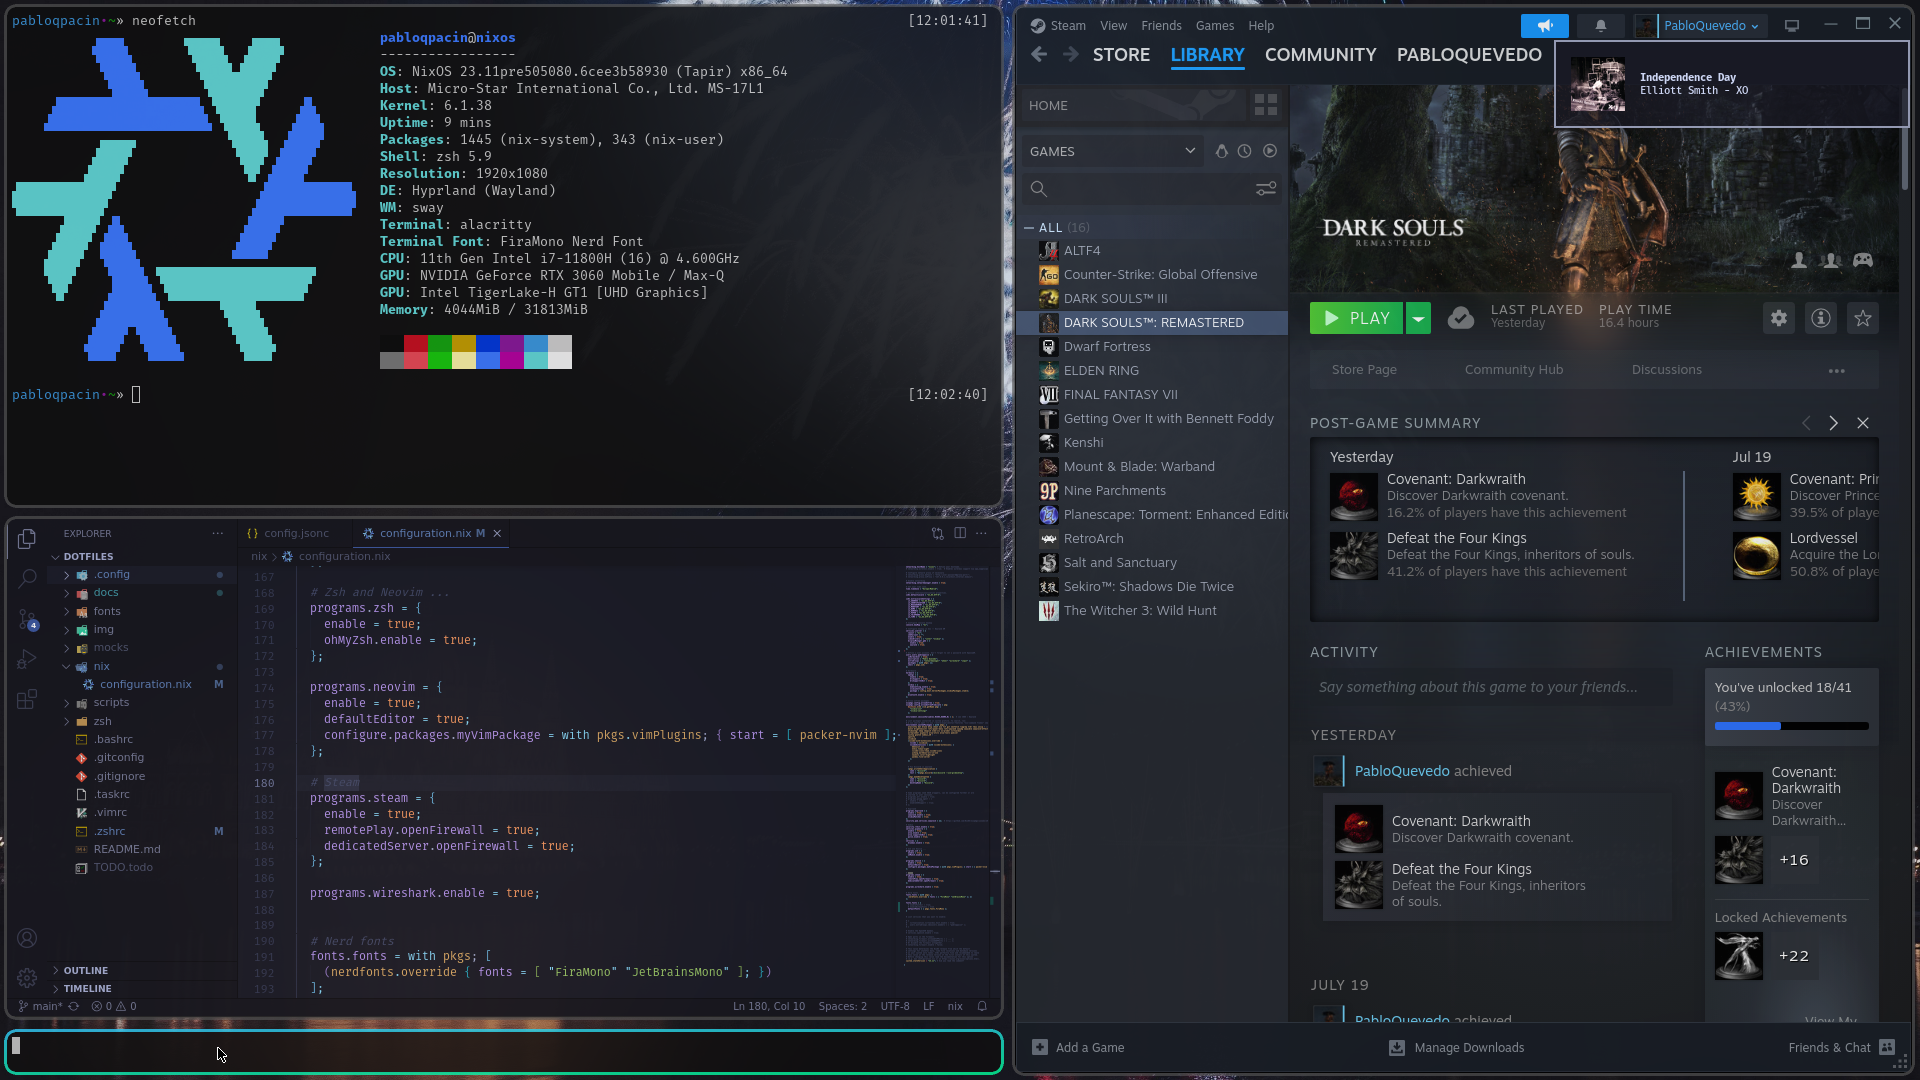 pabloqpacin·~» neofetch [12:01:41]
pabloqpacin@nixos
-----------------
OS: NixOS 23.11pre505080.6cee3b58930 (Tapir) x86_64
Host: Micro-Star International Co., Ltd. MS-17L1
Kernel: 6.1.38
Uptime: 9 mins
Packages: 1445 (nix-system), 343 (nix-user)
Shell: zsh 5.9
Resolution: 1920x1080
DE: Hyprland (Wayland)
WM: sway
Terminal: alacritty
Terminal Font: FiraMono Nerd Font
CPU: 11th Gen Intel i7-11800H (16) @ 4.600GHz
GPU: NVIDIA GeForce RTX 3060 Mobile / Max-Q
GPU: Intel TigerLake-H GT1 [UHD Graphics]
Memory: 4044MiB / 31813MiB
pabloqpacin·~» [12:02:40]
EXPLORER ···
DOTFILES
.config
docs
fonts
img
mocks
nix
configuration.nix M
scripts
zsh
.bashrc
.gitconfig
.gitignore
.taskrc
.vimrc
.zshrc M
README.md
TODO.todo
OUTLINE
TIMELINE
4
config.jsonc
configuration.nix M
nix > configuration.nix
167
168 # Zsh and Neovim ...
169 programs.zsh = {
170 enable = true;
171 ohMyZsh.enable = true;
172 };
173
174 programs.neovim = {
175 enable = true;
176 defaultEditor = true;
177 configure.packages.myVimPackage = with pkgs.vimPlugins; { start = [ packer-nvim ];
178 };
179
180 # Steam
181 programs.steam = {
182 enable = true;
183 remotePlay.openFirewall = true;
184 dedicatedServer.openFirewall = true;
185 };
186
187 programs.wireshark.enable = true;
188
189
190 # Nerd fonts
191 fonts.fonts = with pkgs; [
192 (nerdfonts.override { fonts = [ "FiraMono" "JetBrainsMono" ]; })
193 ];
main* 0 0 Ln 180, Col 10 Spaces: 2 UTF-8 LF nix
Steam View Friends Games Help PabloQuevedo
STORE LIBRARY COMMUNITY PABLOQUEVEDO
Independence Day
Elliott Smith - XO
HOME
GAMES
ALL (16)
ALTF4
Counter-Strike: Global Offensive
DARK SOULS™ III
DARK SOULS™: REMASTERED
Dwarf Fortress
ELDEN RING
FINAL FANTASY VII
Getting Over It with Bennett Foddy
Kenshi
Mount & Blade: Warband
Nine Parchments
Planescape: Torment: Enhanced Editi
RetroArch
Salt and Sanctuary
Sekiro™: Shadows Die Twice
The Witcher 3: Wild Hunt
DARK SOULS
REMASTERED
PLAY
LAST PLAYED
Yesterday
PLAY TIME
16.4 hours
Store Page Community Hub Discussions ···
POST-GAME SUMMARY
Yesterday
Covenant: Darkwraith
Discover Darkwraith covenant.
16.2% of players have this achievement
Defeat the Four Kings
Defeat the Four Kings, inheritors of souls.
41.2% of players have this achievement
Jul 19
Covenant: Prin
Discover Prince
39.5% of playe
Lordvessel
Acquire the Lor
50.8% of playe
ACTIVITY
Say something about this game to your friends...
YESTERDAY
PabloQuevedo achieved
Covenant: Darkwraith
Discover Darkwraith covenant.
Defeat the Four Kings
Defeat the Four Kings, inheritors
of souls.
JULY 19
PabloQuevedo achieved
ACHIEVEMENTS
You've unlocked 18/41
(43%)
Covenant:
Darkwraith
Discover
Darkwraith...
+16
Locked Achievements
+22
View My
Add a Game Manage Downloads Friends & Chat